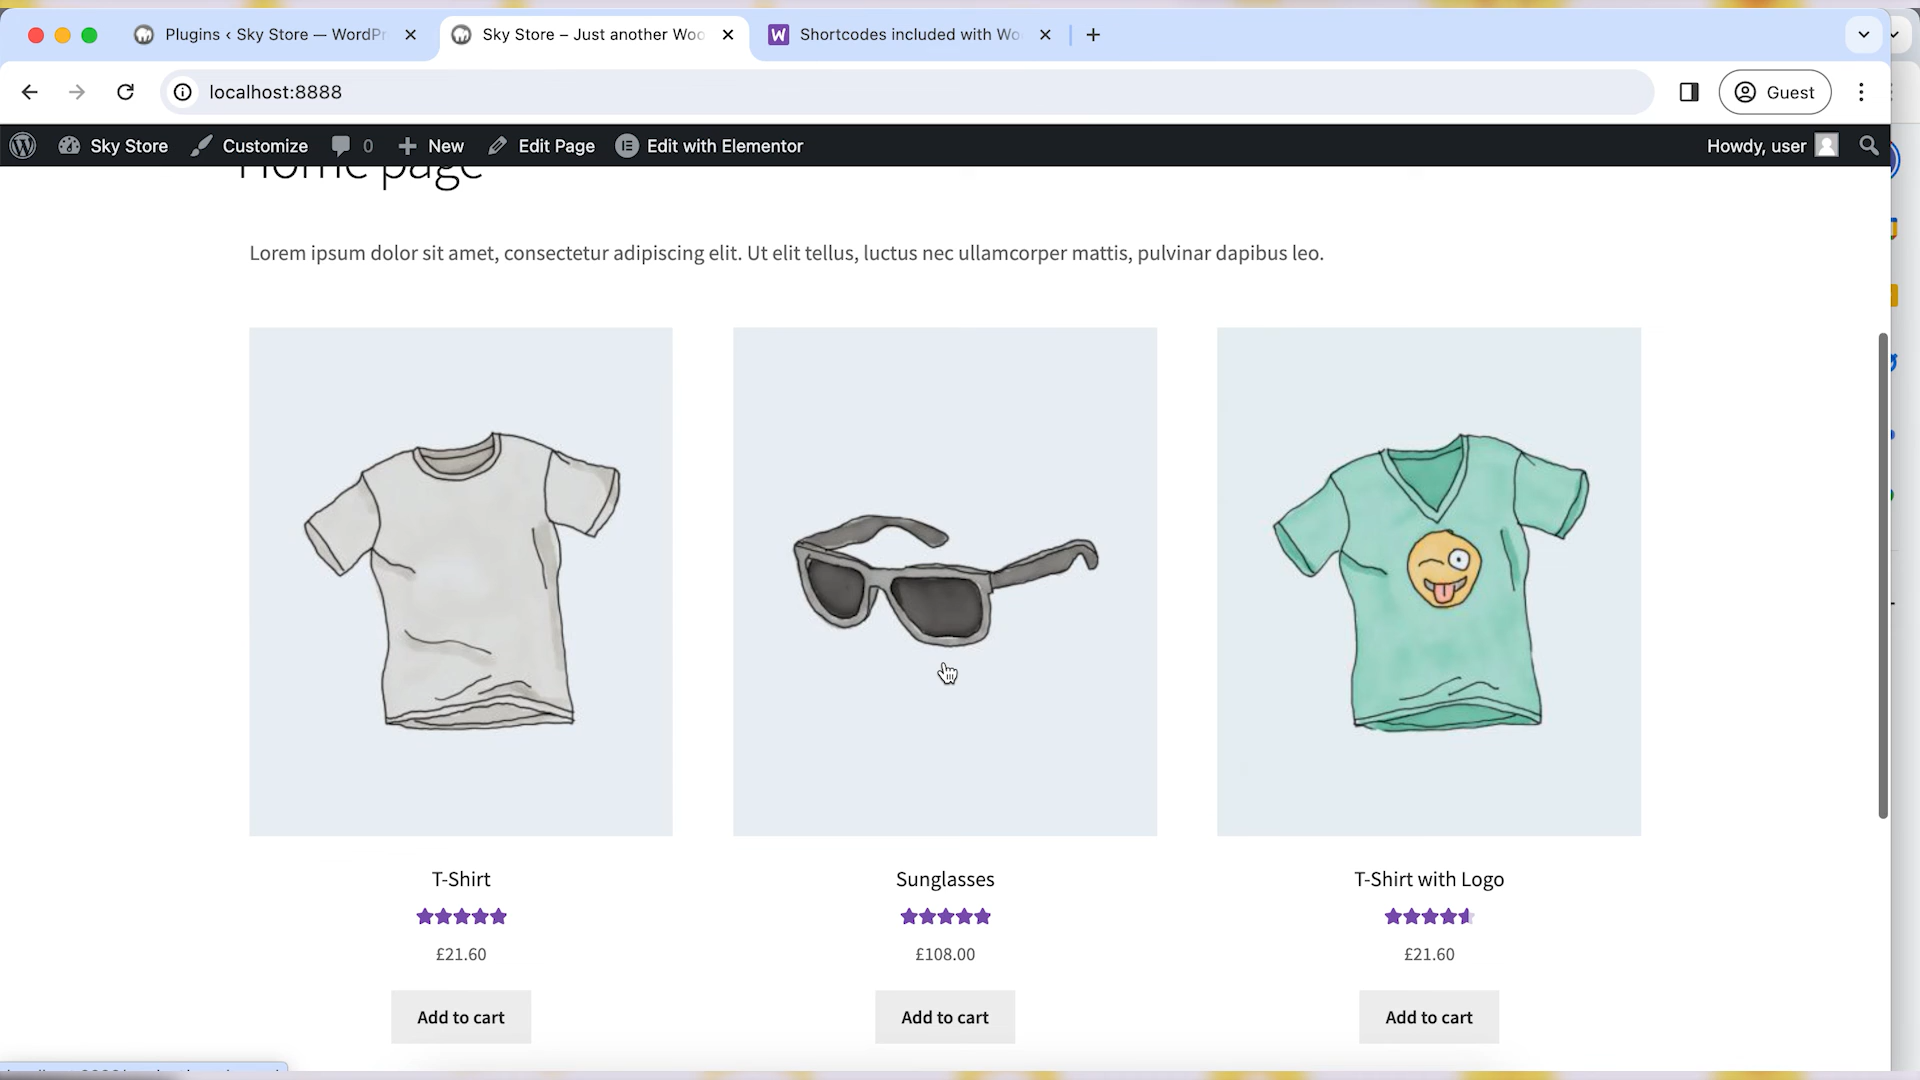 Plugins ‹ Sky Store — WordPr
Sky Store – Just another Woo
Shortcodes included with Wo
localhost:8888
Guest
Sky Store
Customize
0
New
Edit Page
Edit with Elementor
Howdy, user
Home page
Lorem ipsum dolor sit amet, consectetur adipiscing elit. Ut elit tellus, luctus nec ullamcorper mattis, pulvinar dapibus leo.
T-Shirt
Sunglasses
T-Shirt with Logo
£21.60
£108.00
£21.60
Add to cart
Add to cart
Add to cart